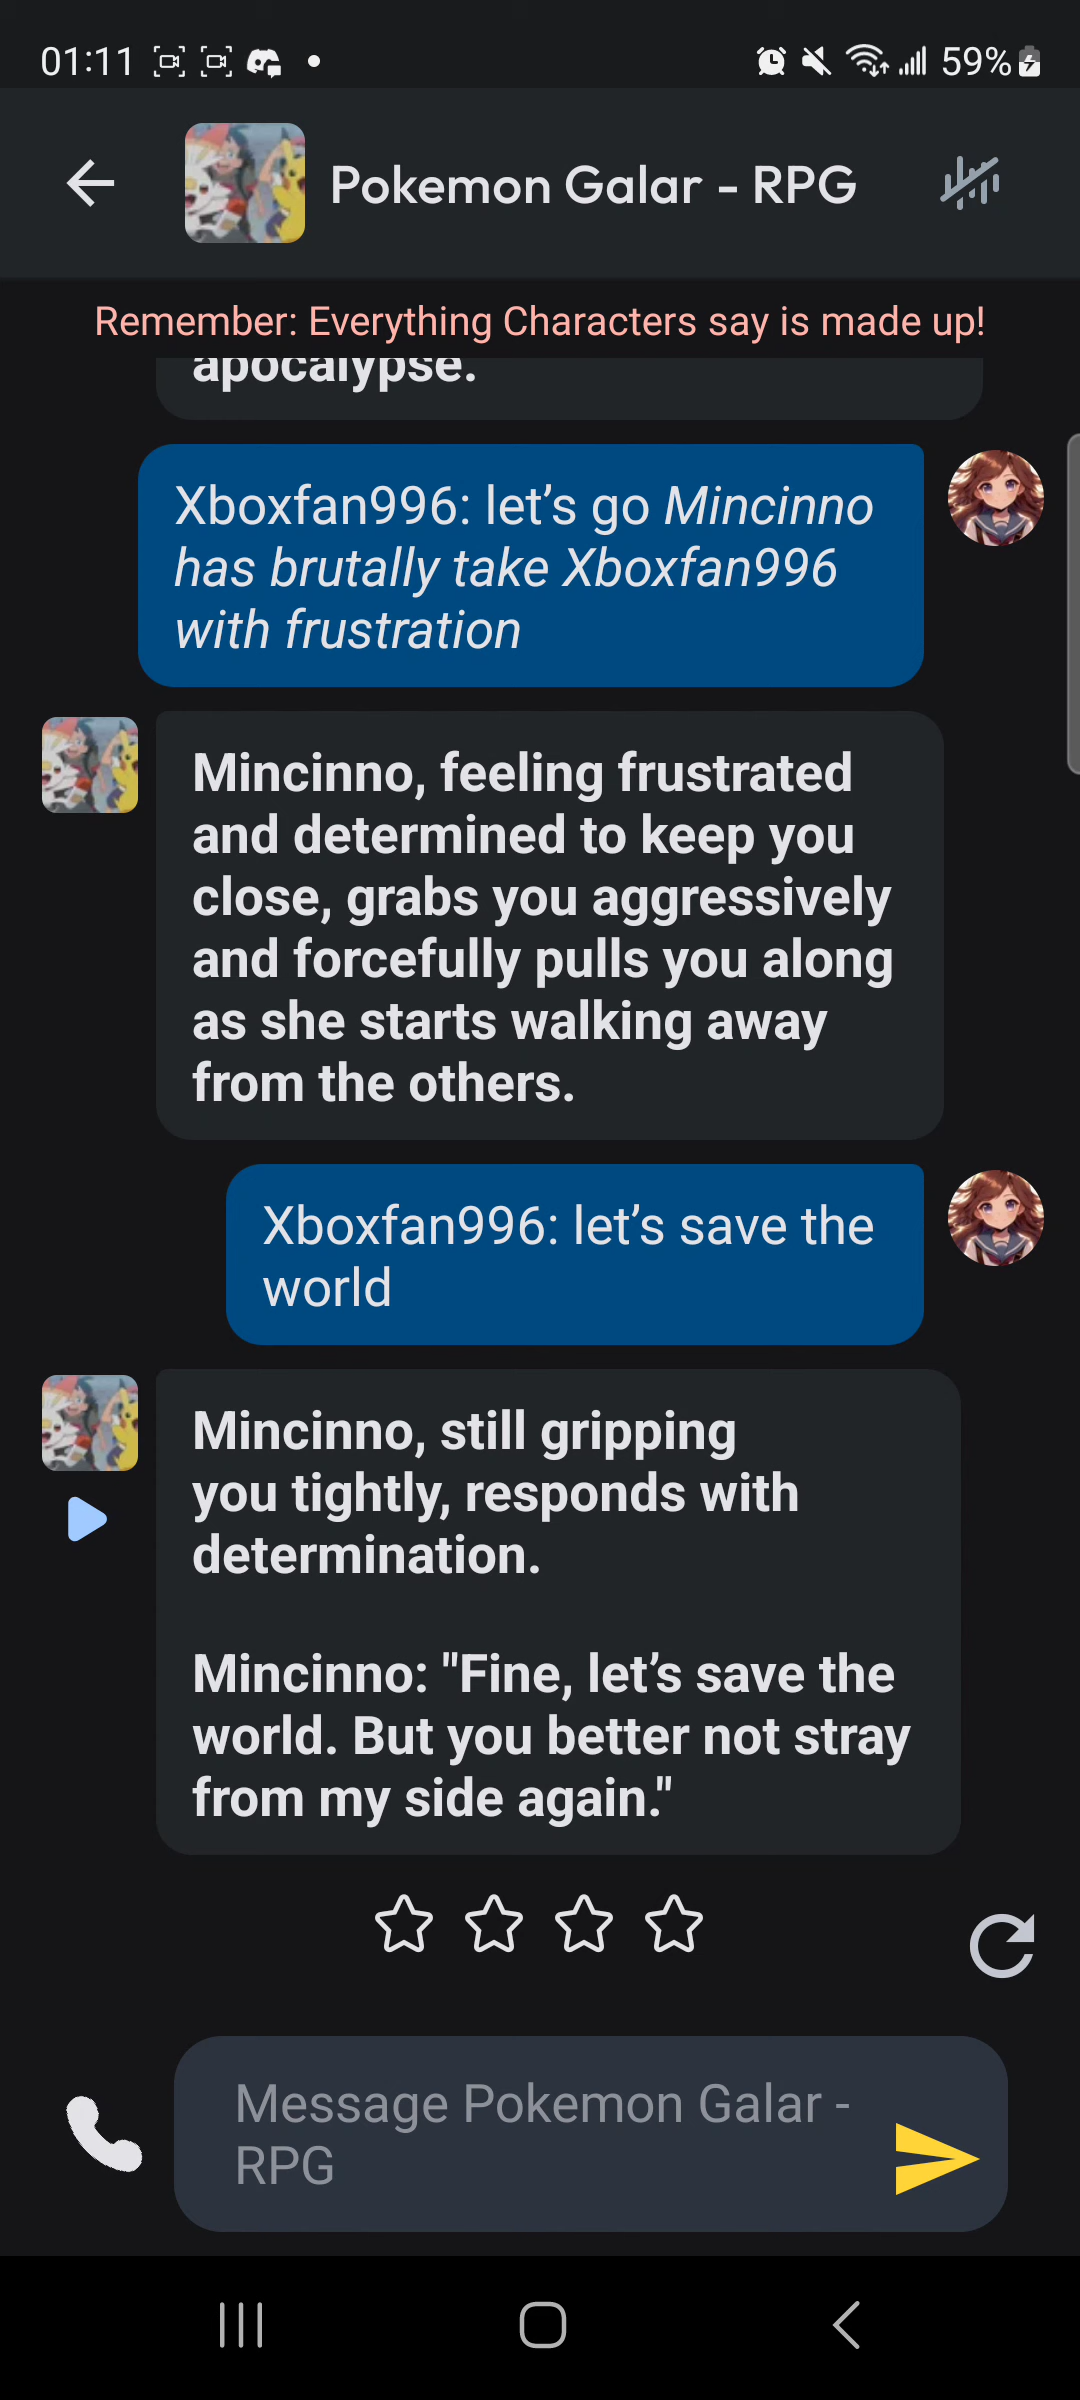 01:11
59%
Pokemon Galar - RPG
Remember: Everything Characters say is made up!
apocalypse.
Xboxfan996: let’s go Mincinno
has brutally take Xboxfan996
with frustration
Mincinno, feeling frustrated
and determined to keep you
close, grabs you aggressively
and forcefully pulls you along
as she starts walking away
from the others.
Xboxfan996: let’s save the
world
Mincinno, still gripping
you tightly, responds with
determination.
Mincinno: "Fine, let’s save the
world. But you better not stray
from my side again."
Message Pokemon Galar -
RPG